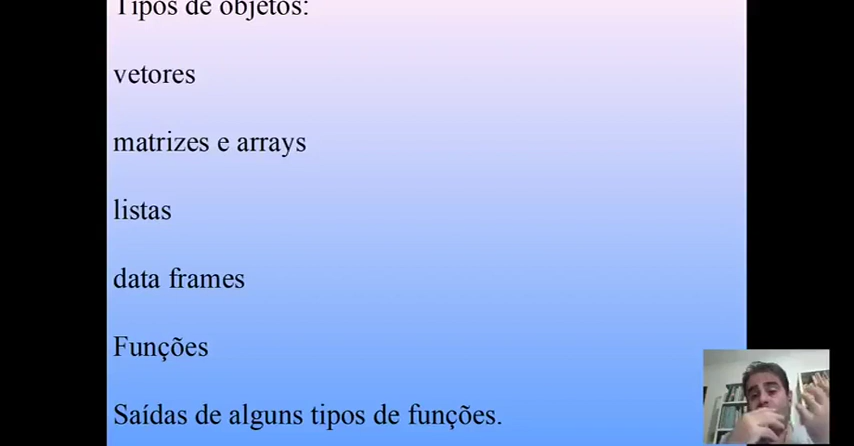 Tipos de objetos:
vetores
matrizes e arrays
listas
data frames
Funções
Saídas de alguns tipos de funções.